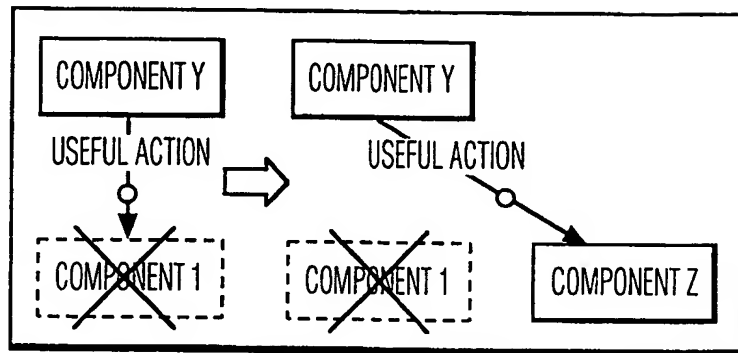 COMPONENT Y
USEFUL ACTION
COMPONENT 1
COMPONENT Y
USEFUL ACTION
COMPONENT 1
COMPONENT Z